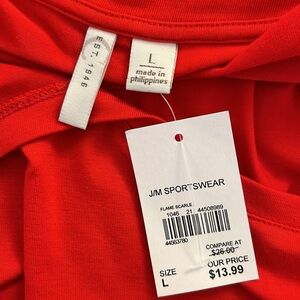 EST. 1946
L
made in
philippines
J/M SPORTSWEAR
FLAME SCARLE
1046 21 44508989
44563780
COMPARE AT
$26.00
OUR PRICE
$13.99
SIZE
L